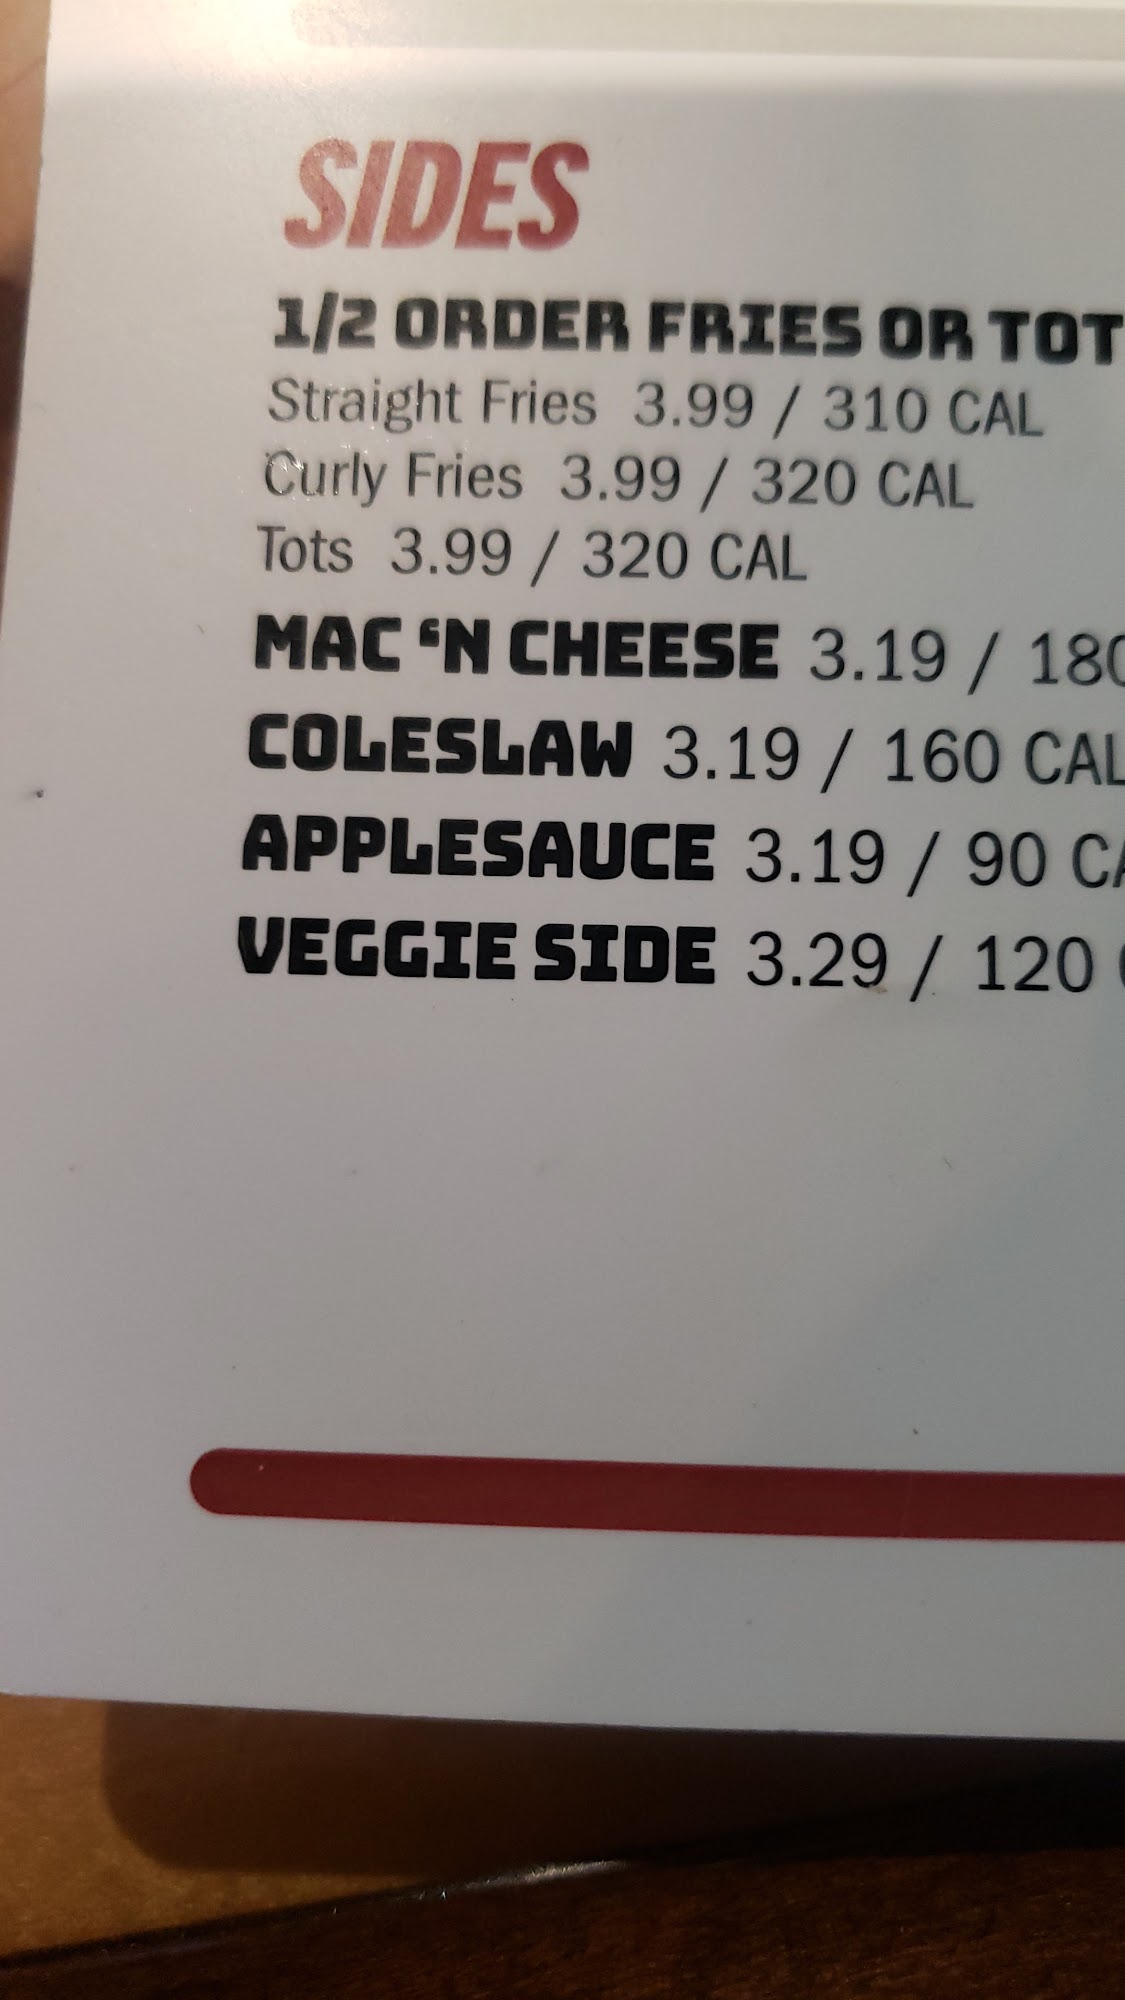 SIDES
1/2 ORDER FRIES OR TOT
Straight Fries 3.99 / 310 CAL
Curly Fries 3.99 / 320 CAL
Tots 3.99 / 320 CAL
MAC ‘N CHEESE 3.19 / 180
COLESLAW 3.19 / 160 CAL
APPLESAUCE 3.19 / 90 CA
VEGGIE SIDE 3.29 / 120